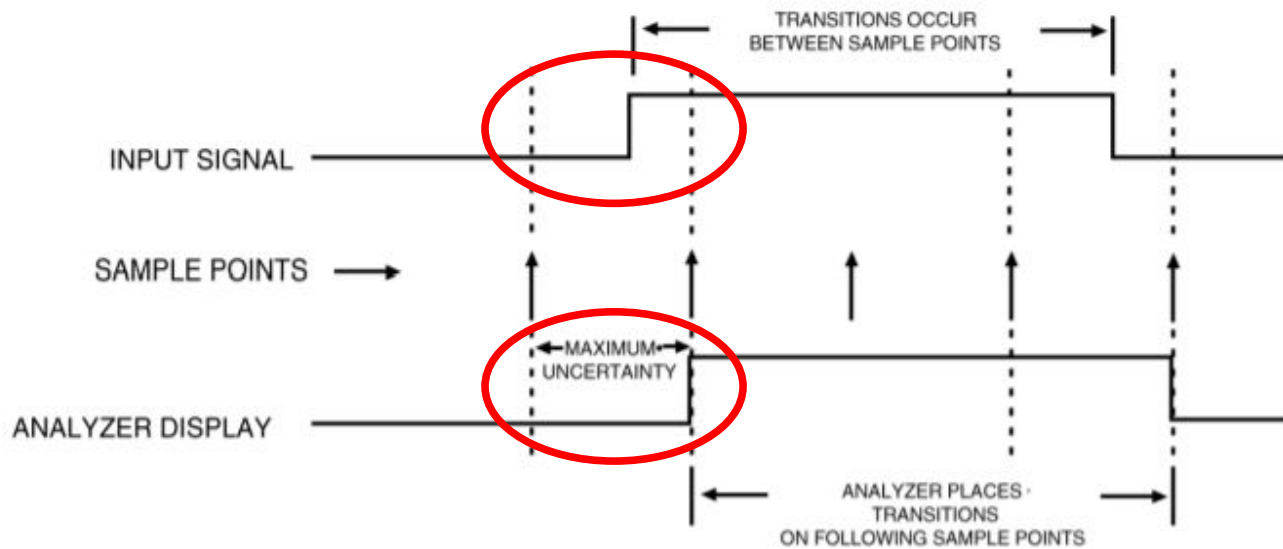 TRANSITIONS OCCUR
BETWEEN SAMPLE POINTS
INPUT SIGNAL
SAMPLE POINTS
MAXIMUM
UNCERTAINTY
ANALYZER DISPLAY
ANALYZER PLACES
TRANSITIONS
ON FOLLOWING SAMPLE POINTS